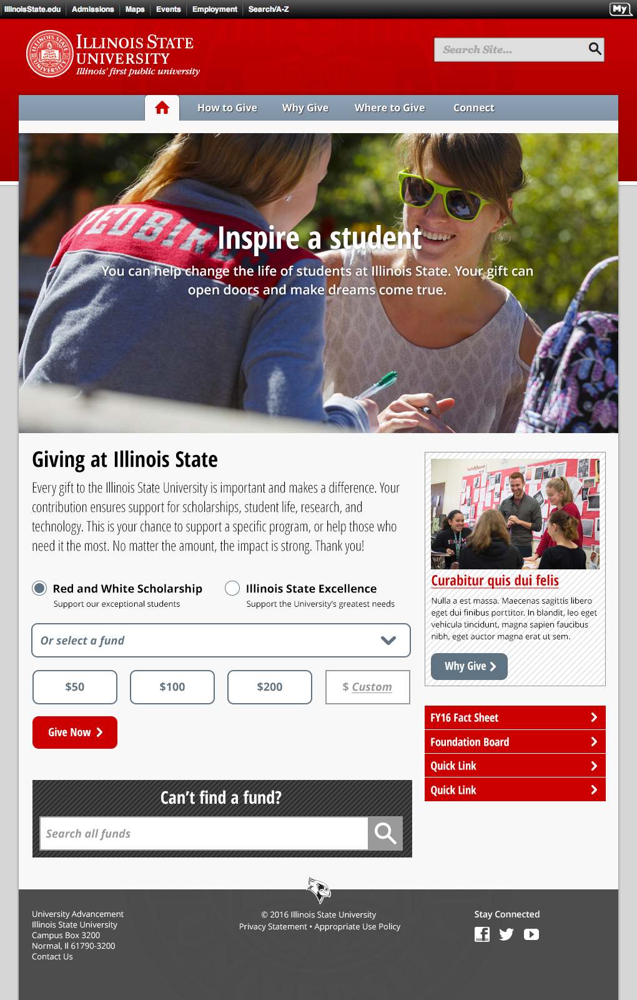 IllinoisState.edu
Admissions
Maps
Events
Employment
Search/A-Z
My
ILLINOIS STATE
UNIVERSITY
Illinois' first public university
Search Site...
How to Give
Why Give
Where to Give
Connect
REDBIR
Inspire a student
You can help change the life of students at Illinois State. Your gift can
open doors and make dreams come true.
Giving at Illinois State
Every gift to the Illinois State University is important and makes a difference. Your
contribution ensures support for scholarships, student life, research, and
technology. This is your chance to support a specific program, or help those who
need it the most. No matter the amount, the impact is strong. Thank you!
Red and White Scholarship
Support our exceptional students
Illinois State Excellence
Support the University's greatest needs
Or select a fund
$50
$100
$200
$ Custom
Give Now
Can't find a fund?
Search all funds
Curabitur quis dui felis
Nulla a est massa. Maecenas sagittis libero
eget dui finibus porttitor. In blandit, leo eget
vehicula tincidunt, magna sapien faucibus
nibh, eget auctor magna erat ut sem.
Why Give
FY16 Fact Sheet
Foundation Board
Quick Link
Quick Link
University Advancement
Illinois State University
Campus Box 3200
Normal, Il 61790-3200
Contact Us
© 2016 Illinois State University
Privacy Statement • Appropriate Use Policy
Stay Connected